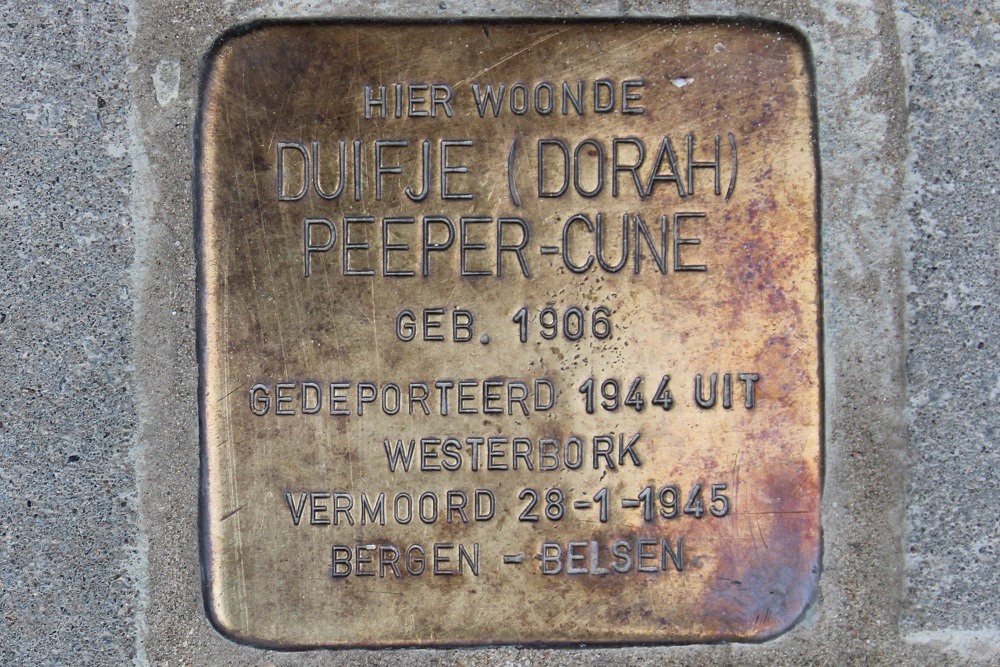 HIER WOONDE
DUIFJE (DORAH)
PEEPER-CUNE
GEB. 1906
GEDEPORTEERD 1944 UIT
WESTERBORK
VERMOORD 28-1-1945
BERGEN - BELSEN